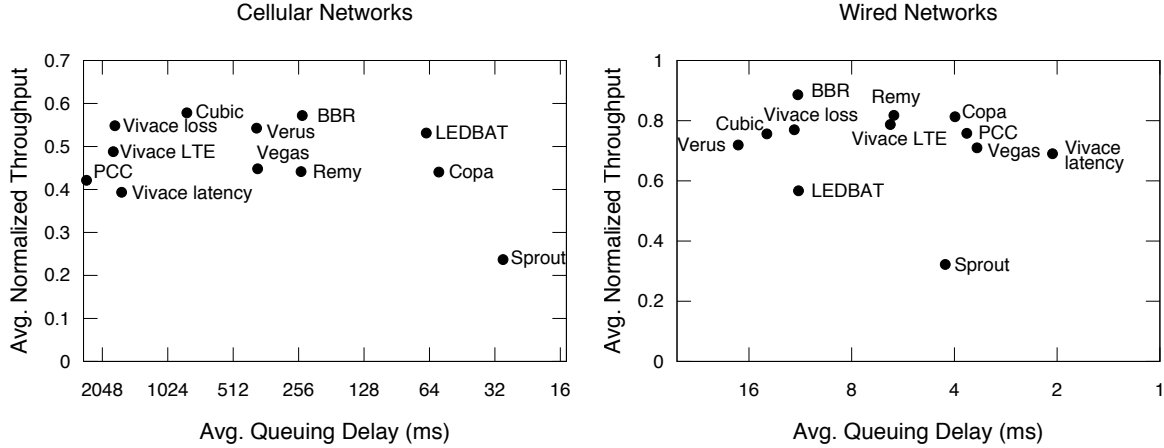 Cellular Networks
Avg. Normalized Throughput
0.7
0.6
0.5
0.4
0.3
0.2
0.1
0
Cubic
BBR
Vivace loss
Verus
LEDBAT
Vivace LTE
Vegas
PCC
Remy
Copa
Vivace latency
Sprout
2048 1024 512 256 128 64 32 16
Avg. Queuing Delay (ms)
Wired Networks
Avg. Normalized Throughput
1
0.8
0.6
0.4
0.2
0
BBR
Remy
Vivace loss
Copa
Cubic
PCC
Vivace LTE
Verus
Vegas
Vivace
latency
LEDBAT
Sprout
16 8 4 2 1
Avg. Queuing Delay (ms)